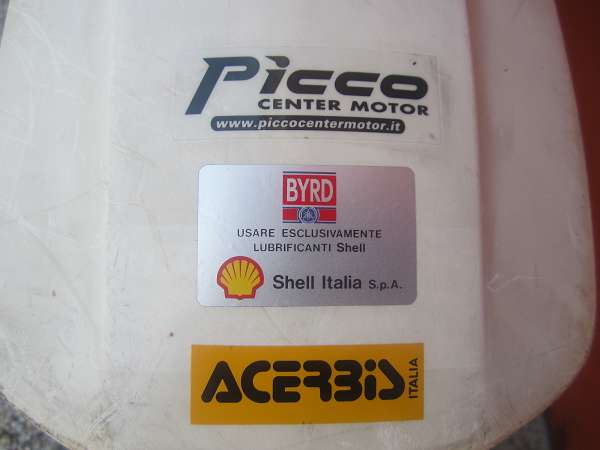 Picco
CENTER MOTOR
www.piccocentermotor.it
BYRD
USARE ESCLUSIVAMENTE
LUBRIFICANTI Shell
Shell Italia S.p.A.
ACERBIS
ITALIA